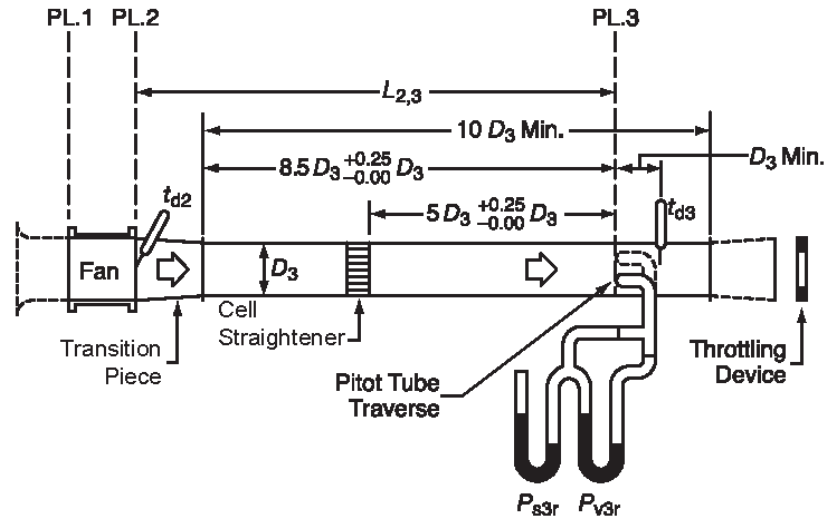 PL.1 PL.2 PL.3
L2,3
10 D3 Min.
8.5 D3 +0.25 −0.00 D3
D3 Min.
5 D3 +0.25 −0.00 D3
td2
td3
Fan
D3
Cell
Straightener
Transition
Piece
Pitot Tube
Traverse
Throttling
Device
Ps3r Pv3r